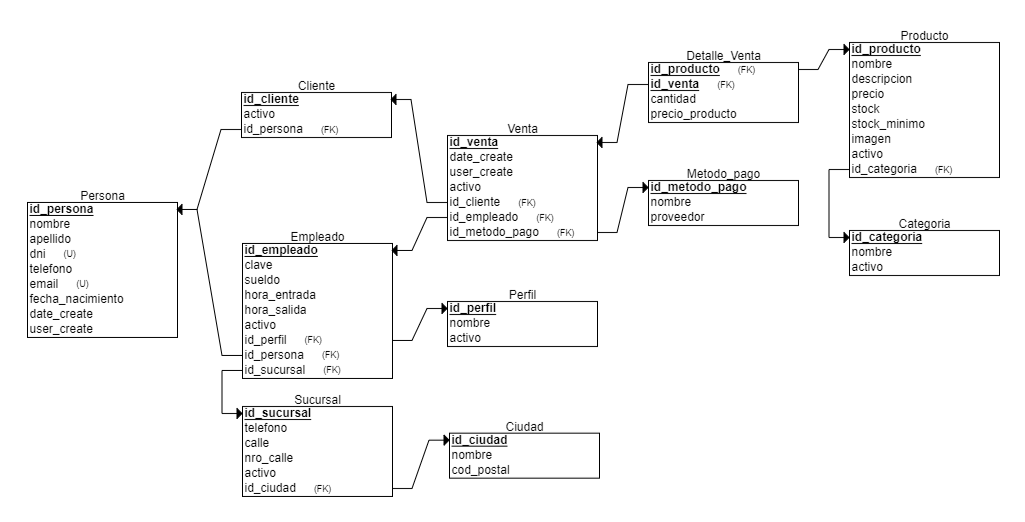 Persona
id_persona
nombre
apellido
dni (U)
telefono
email (U)
fecha_nacimiento
date_create
user_create
Cliente
id_cliente
activo
id_persona (FK)
Empleado
id_empleado
clave
sueldo
hora_entrada
hora_salida
activo
id_perfil (FK)
id_persona (FK)
id_sucursal (FK)
Sucursal
id_sucursal
telefono
calle
nro_calle
activo
id_ciudad (FK)
Venta
id_venta
date_create
user_create
activo
id_cliente (FK)
id_empleado (FK)
id_metodo_pago (FK)
Perfil
id_perfil
nombre
activo
Ciudad
id_ciudad
nombre
cod_postal
Detalle_Venta
id_producto (FK)
id_venta (FK)
cantidad
precio_producto
Metodo_pago
id_metodo_pago
nombre
proveedor
Producto
id_producto
nombre
descripcion
precio
stock
stock_minimo
imagen
activo
id_categoria (FK)
Categoria
id_categoria
nombre
activo